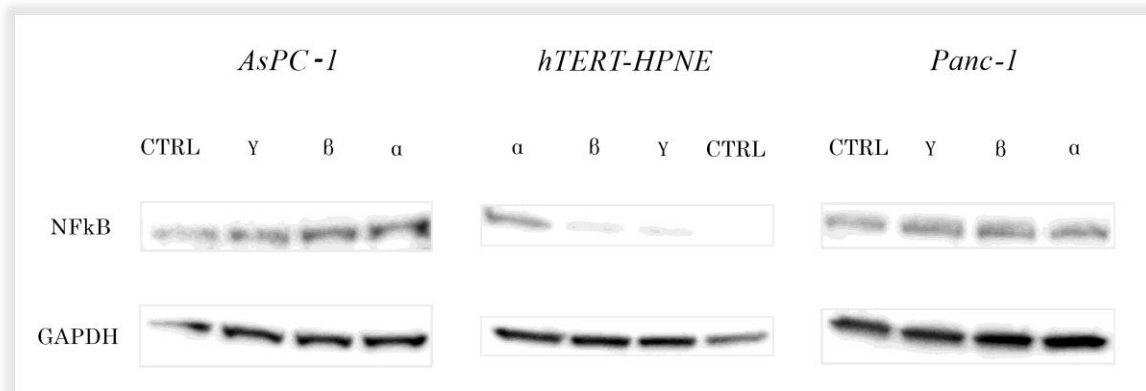 AsPC-1 hTERT-HPNE Panc-1
CTRL γ β α α β γ CTRL CTRL γ β α
NFkB
GAPDH